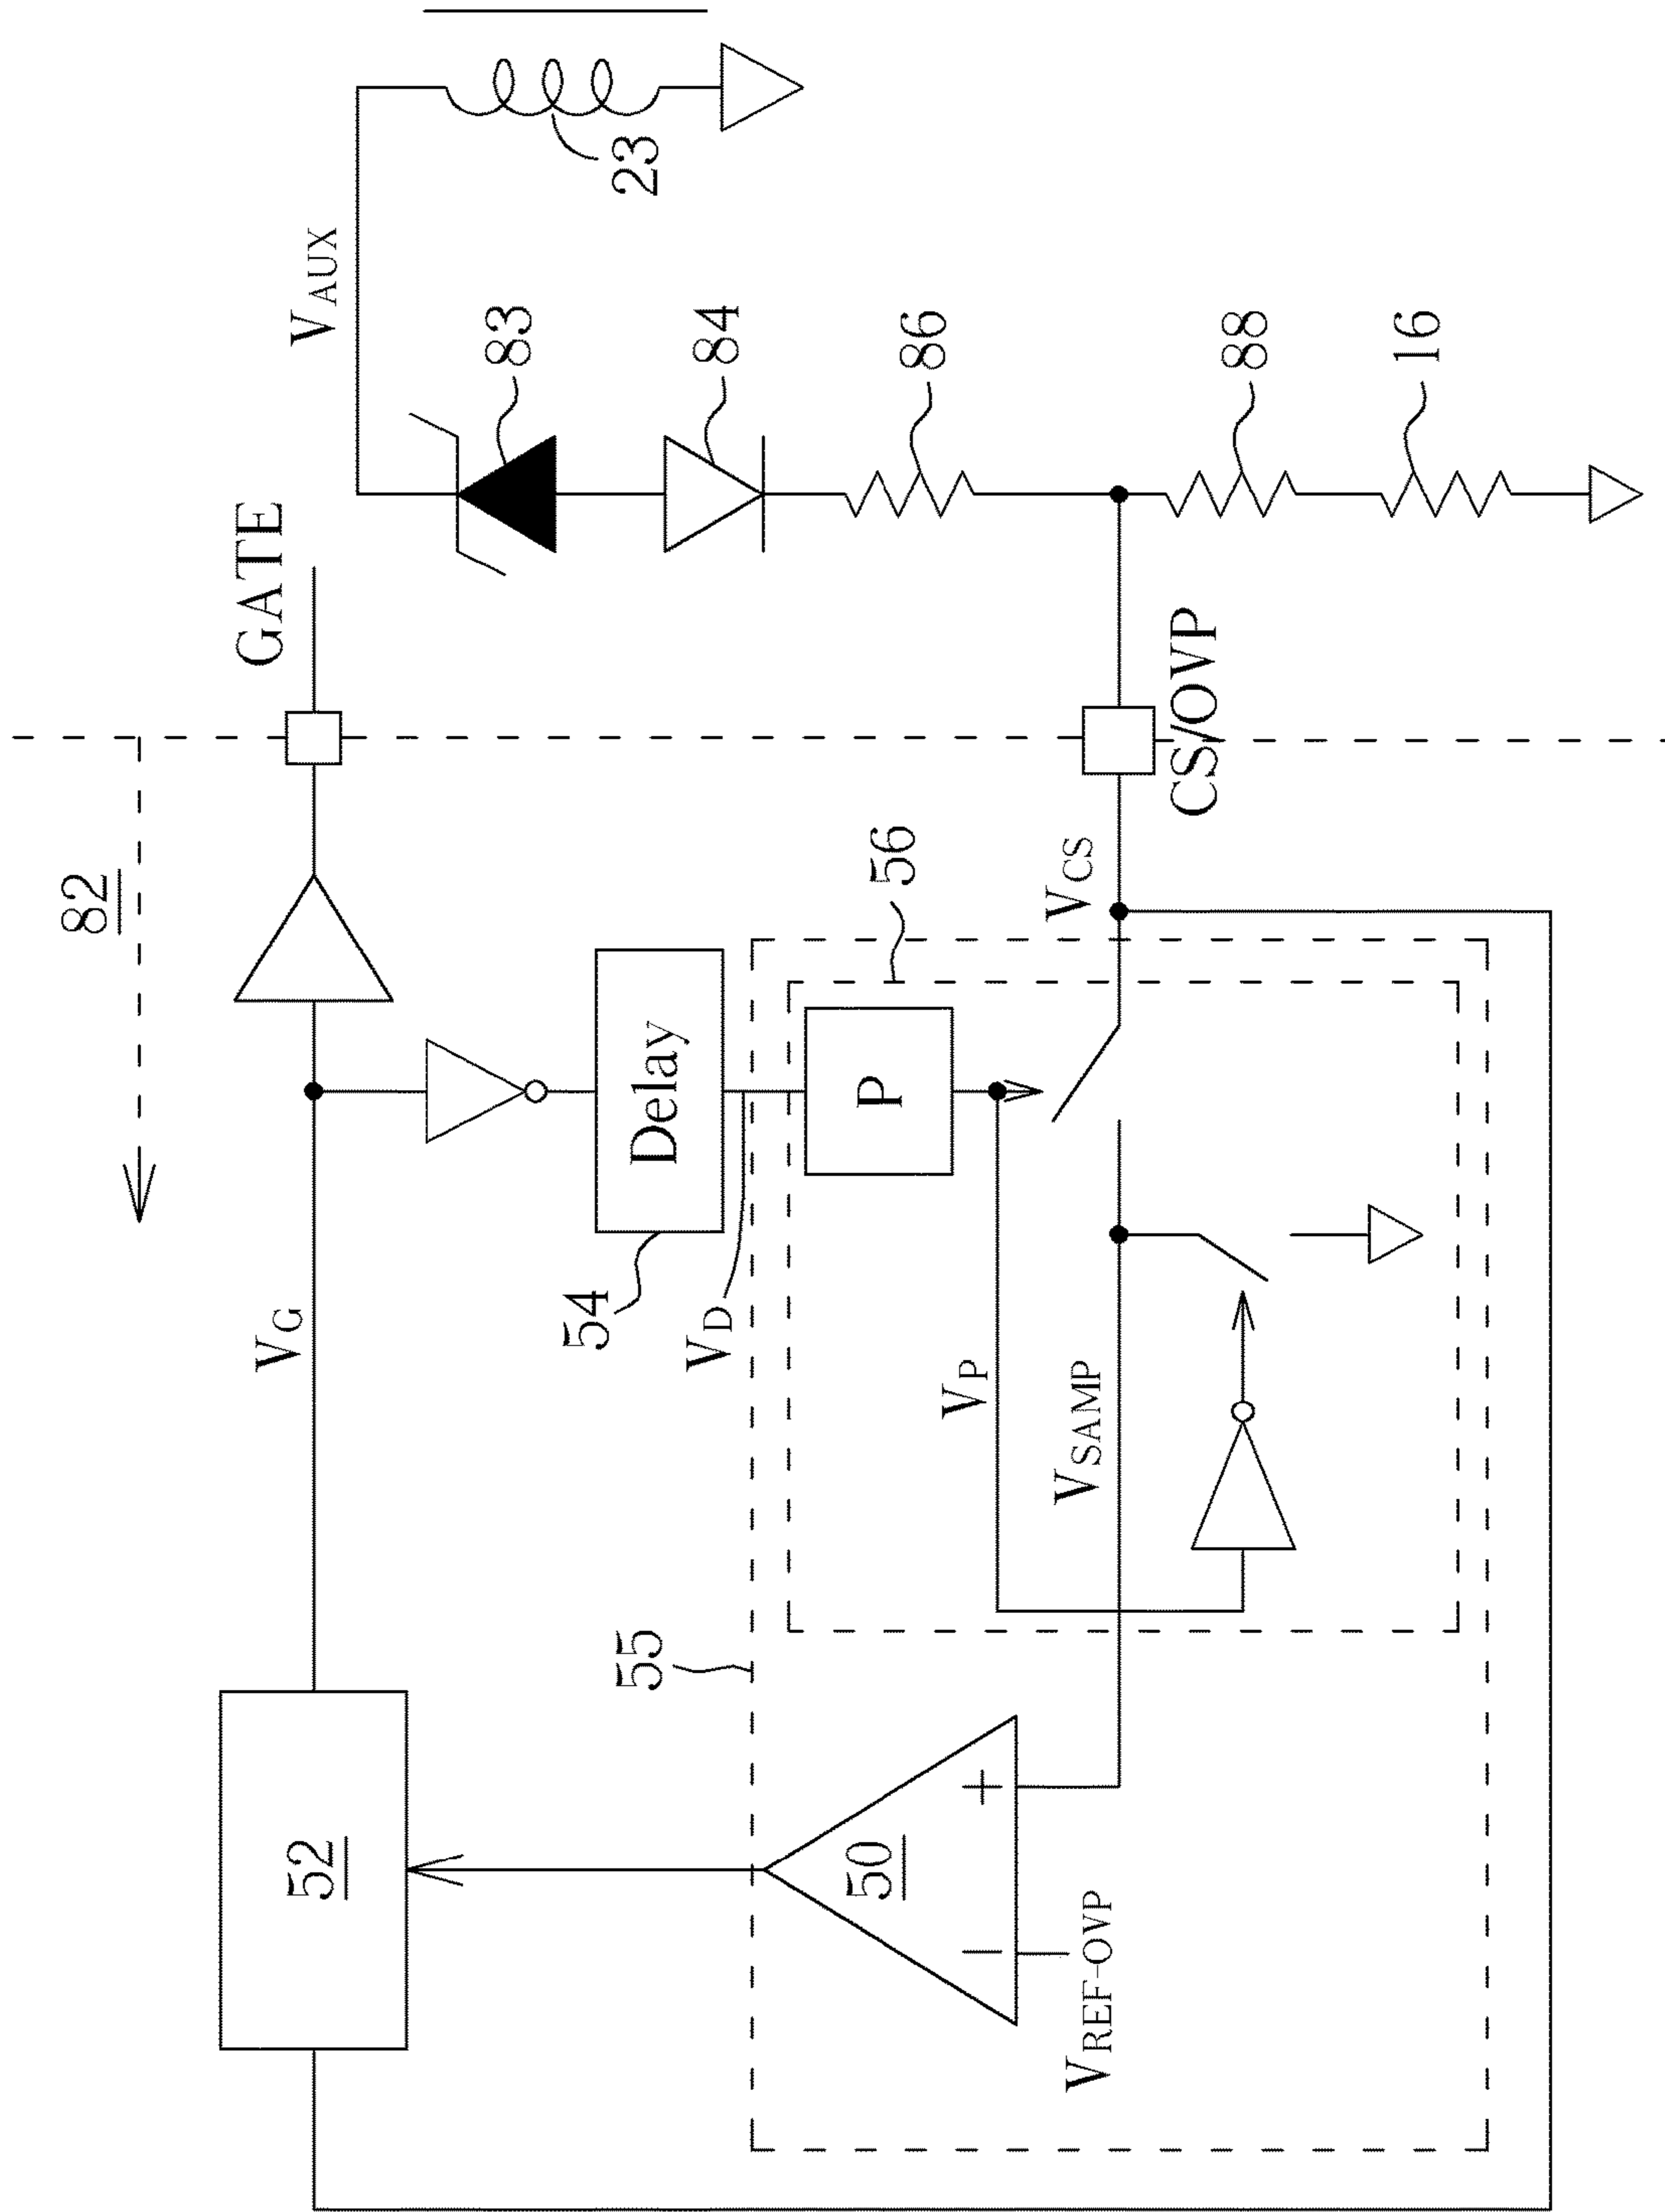 82
GATE
V_AUX
23
83
84
86
88
16
CS/OVP
V_CS
56
V_G
Delay
54
V_D
P
V_P
V_SAMP
55
52
50
+
−
V_REF-OVP